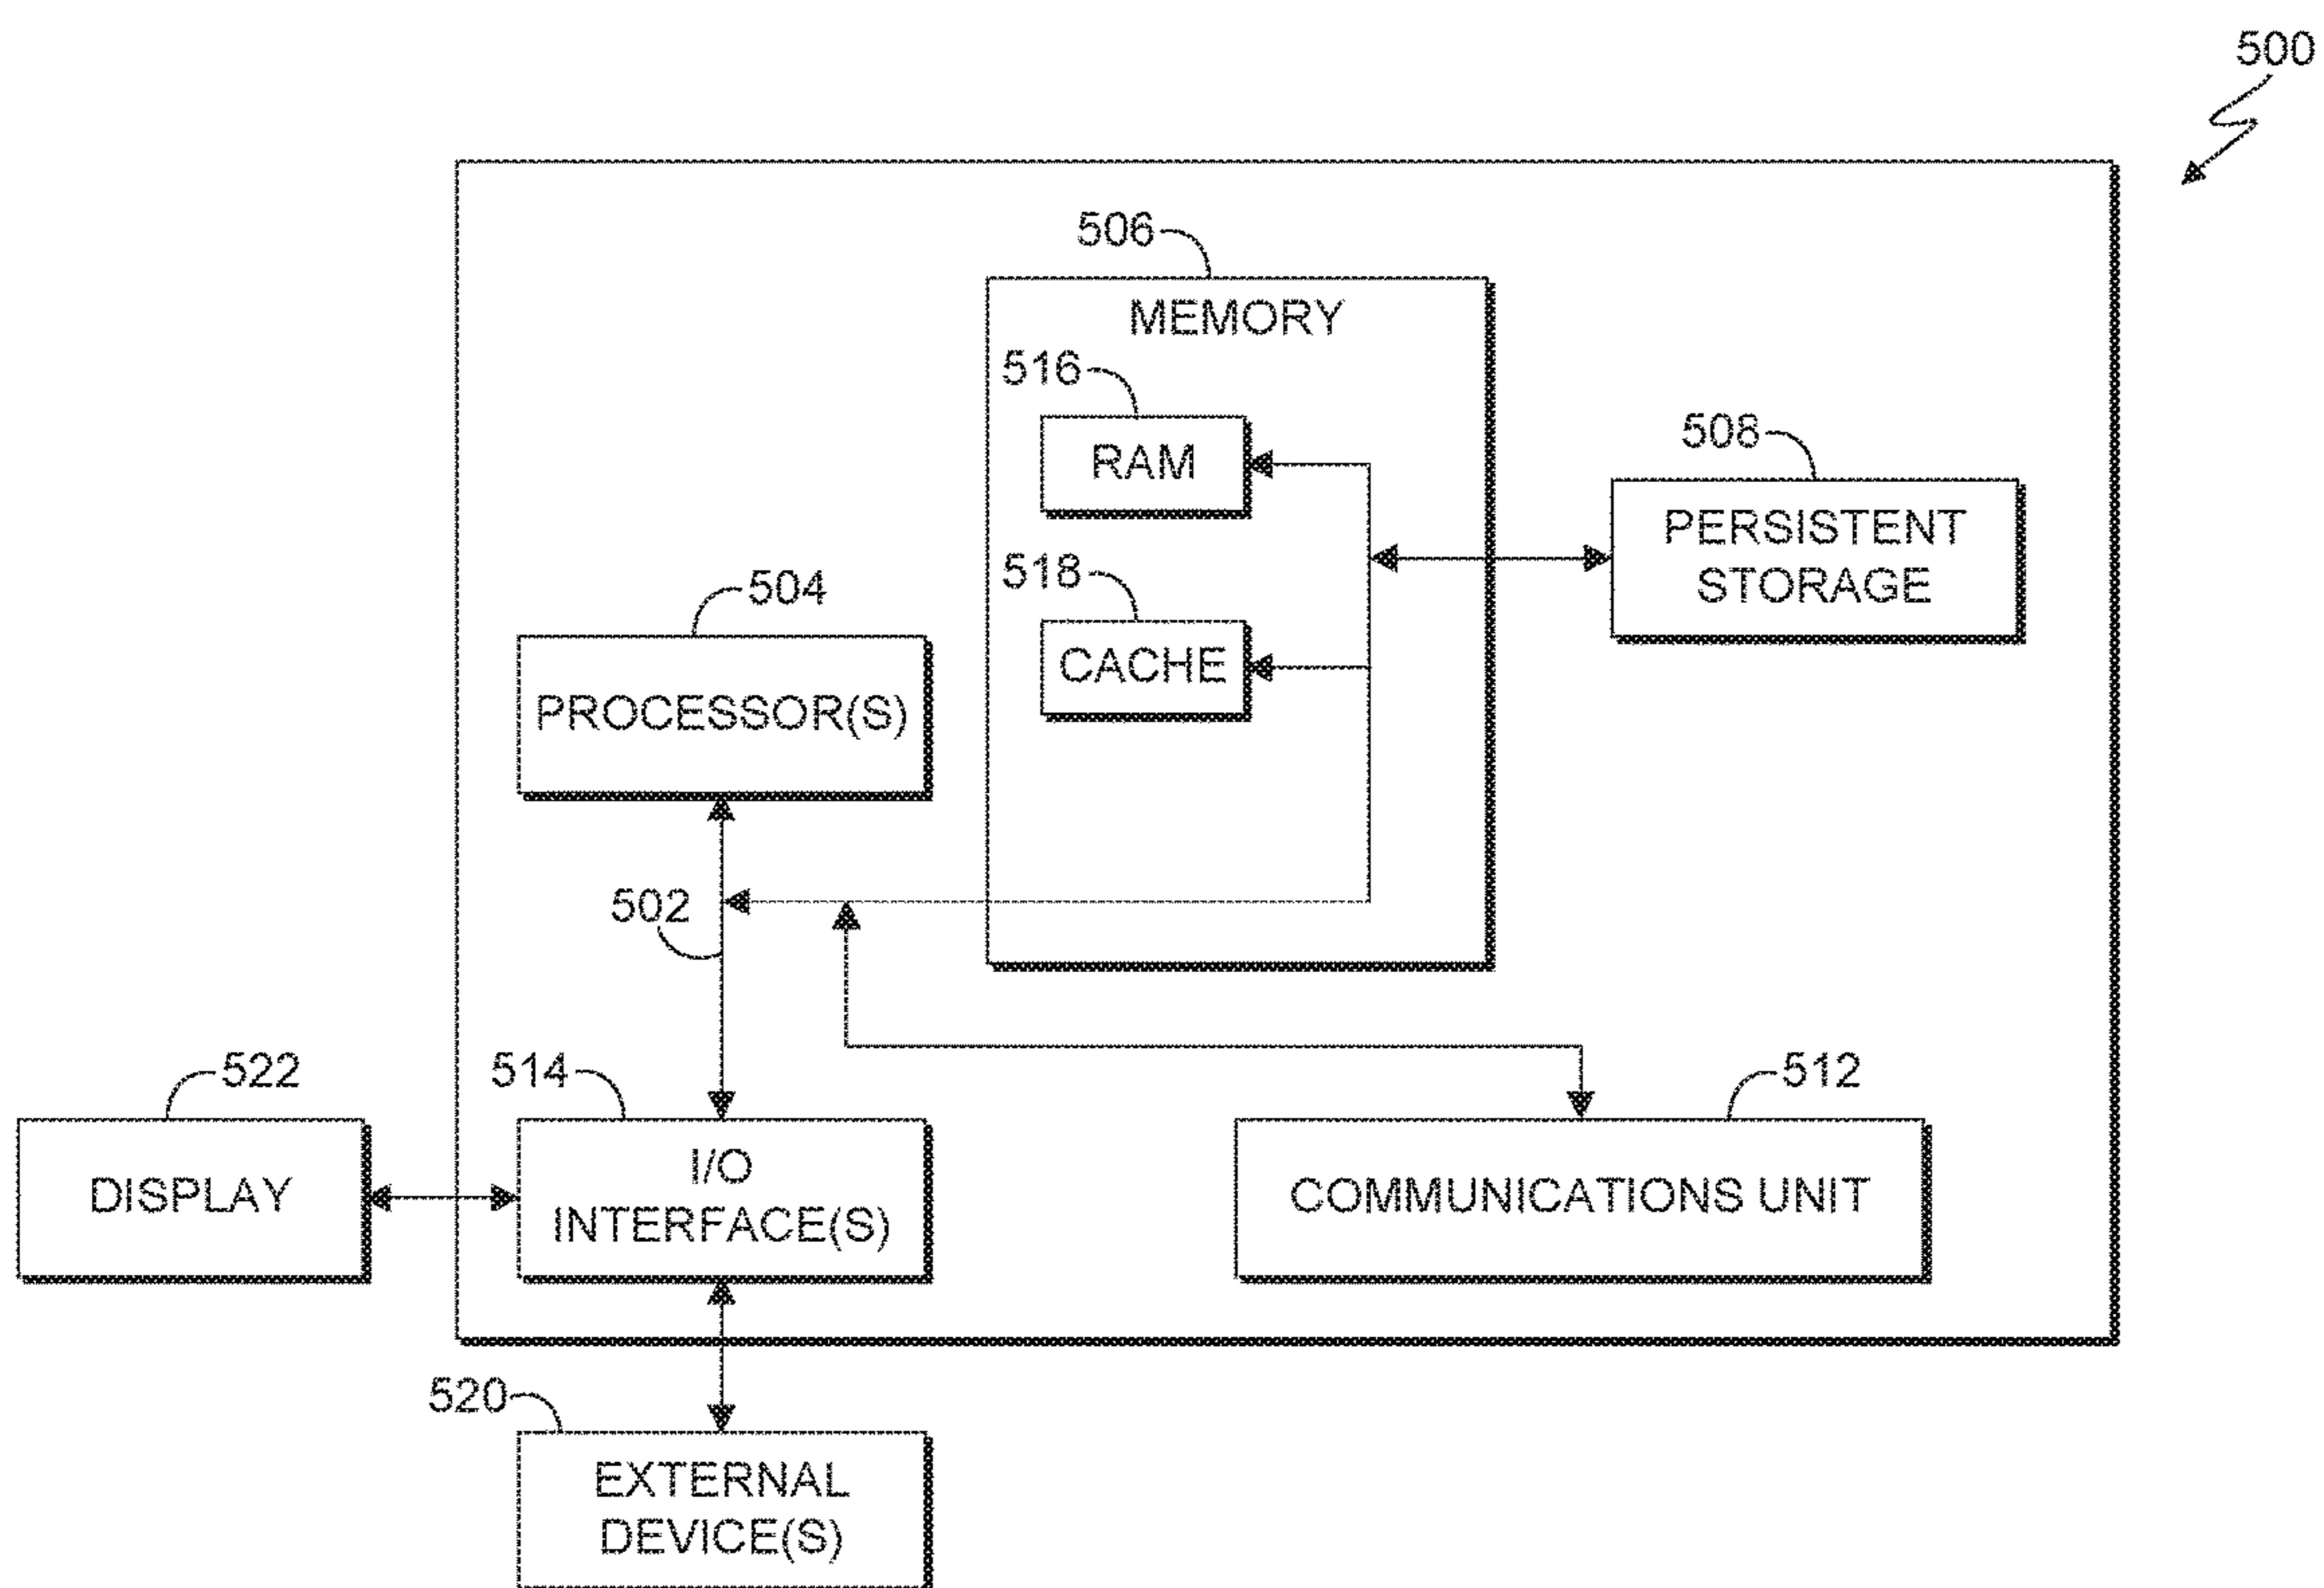 500
506
MEMORY
516
RAM
508
PERSISTENT
STORAGE
518
CACHE
504
PROCESSOR(S)
502
522
DISPLAY
514
I/O
INTERFACE(S)
512
COMMUNICATIONS UNIT
520
EXTERNAL
DEVICE(S)